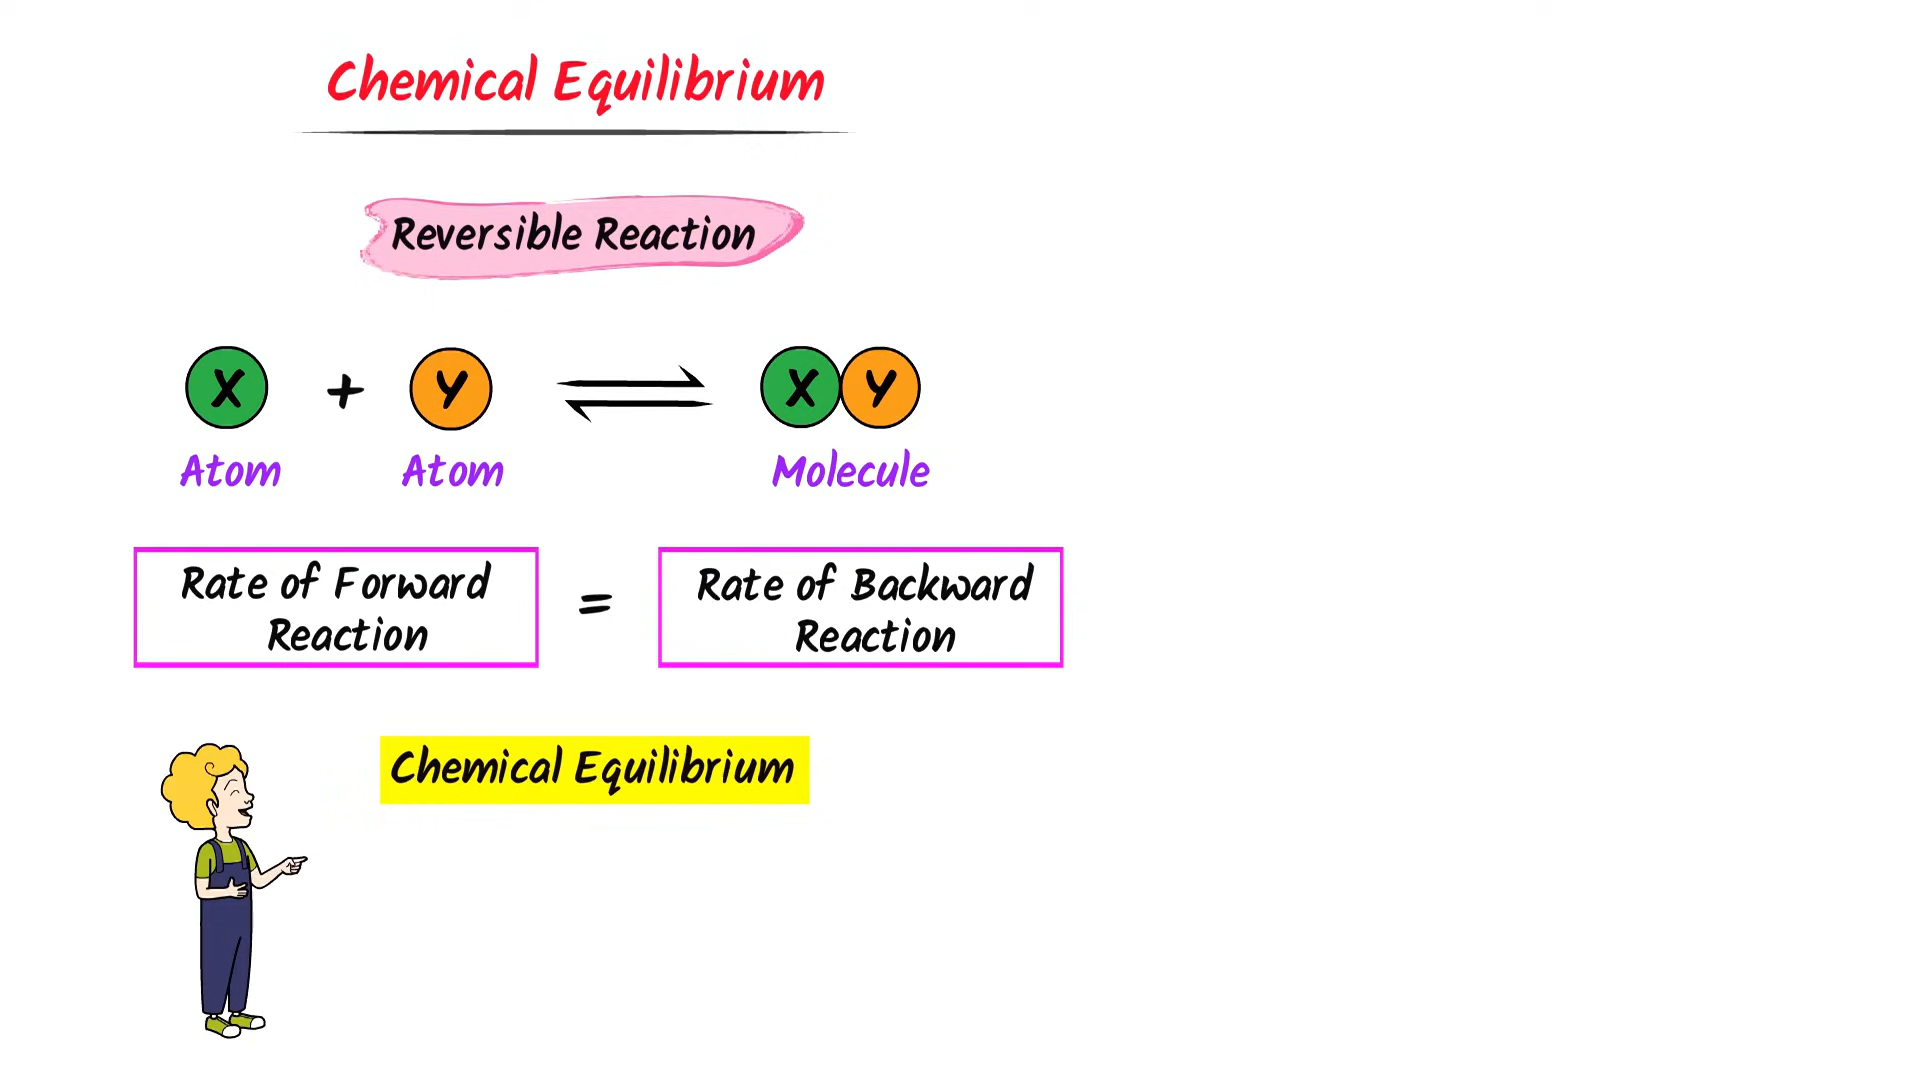 Chemical Equilibrium
Reversible Reaction
X + Y ⇌ X Y
Atom Atom Molecule
Rate of Forward Reaction = Rate of Backward Reaction
Chemical Equilibrium